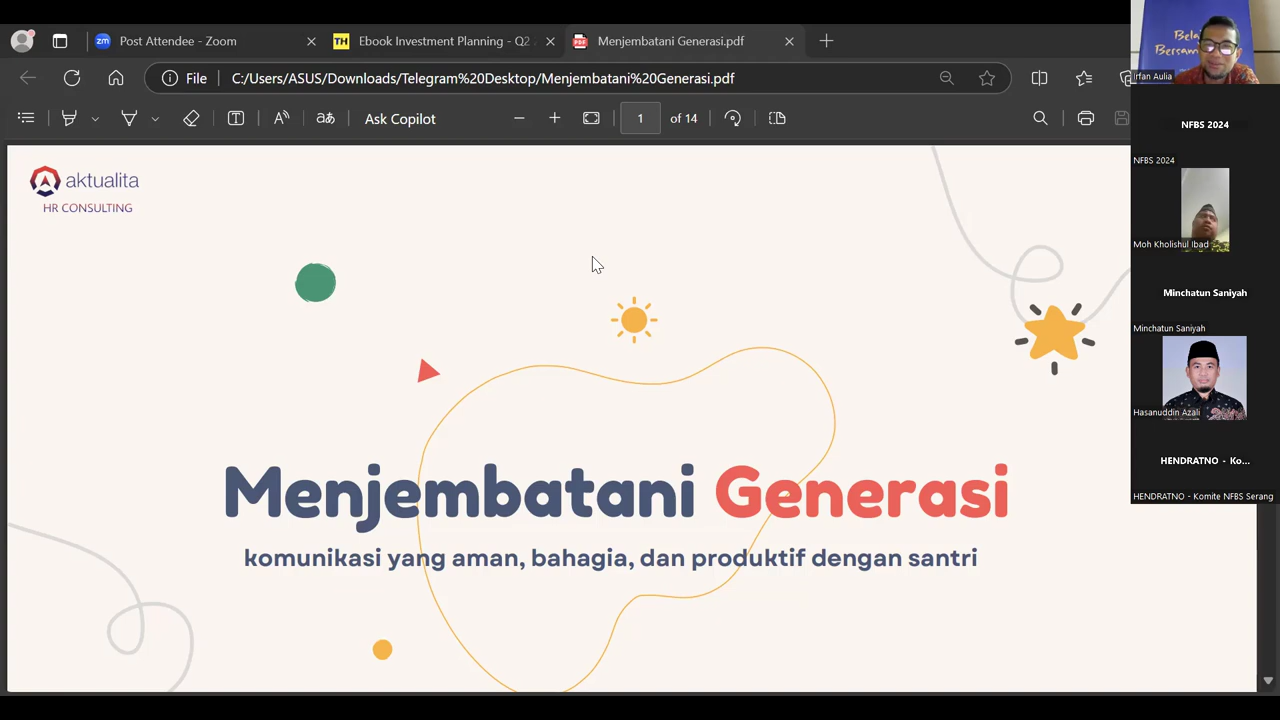 Post Attendee - Zoom
Ebook Investment Planning - Q2
Menjembatani Generasi.pdf
File
C:/Users/ASUS/Downloads/Telegram%20Desktop/Menjembatani%20Generasi.pdf
Ask Copilot
1 of 14
aktualita
HR CONSULTING
Menjembatani Generasi
komunikasi yang aman, bahagia, dan produktif dengan santri
Irfan Aulia
NFBS 2024
NFBS 2024
Moh Kholishul Ibad
Minchatun Saniyah
Minchatun Saniyah
Hasanuddin Azali
HENDRATNO - Ko...
HENDRATNO - Komite NFBS Serang